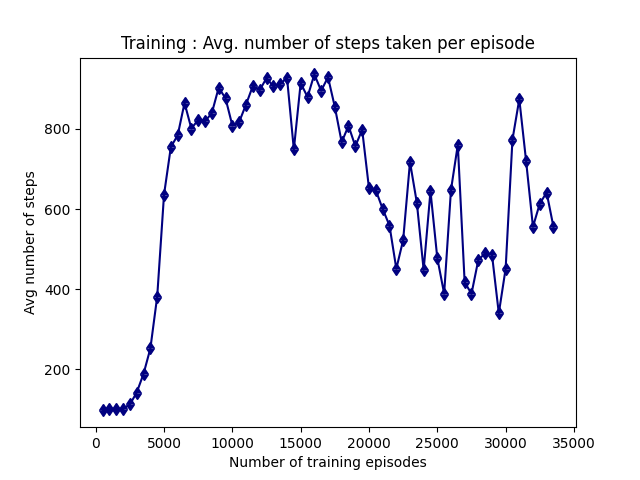 Training : Avg. number of steps taken per episode
Avg number of steps
800
600
400
200
0 5000 10000 15000 20000 25000 30000 35000
Number of training episodes